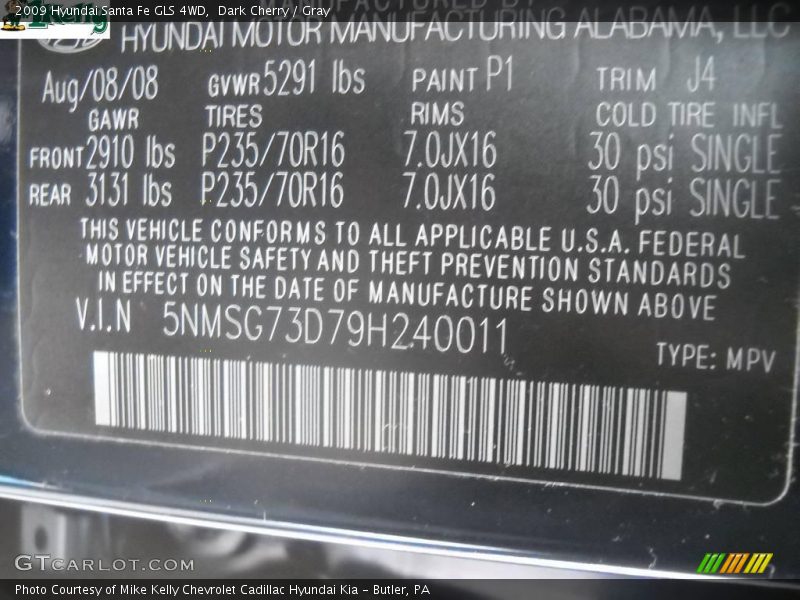 2009 Hyundai Santa Fe GLS 4WD,  Dark Cherry / Gray
HYUNDAI MOTOR MANUFACTURING ALABAMA, LLC
Aug/08/08 GVWR 5291 lbs PAINT P1 TRIM J4
GAWR TIRES RIMS COLD TIRE INFL
FRONT 2910 lbs P235/70R16 7.0JX16 30 psi SINGLE
REAR 3131 lbs P235/70R16 7.0JX16 30 psi SINGLE
THIS VEHICLE CONFORMS TO ALL APPLICABLE U.S.A. FEDERAL
MOTOR VEHICLE SAFETY AND THEFT PREVENTION STANDARDS
IN EFFECT ON THE DATE OF MANUFACTURE SHOWN ABOVE
V.I.N 5NMSG73D79H240011
TYPE: MPV
GTCARLOT.COM
Photo Courtesy of Mike Kelly Chevrolet Cadillac Hyundai Kia - Butler, PA